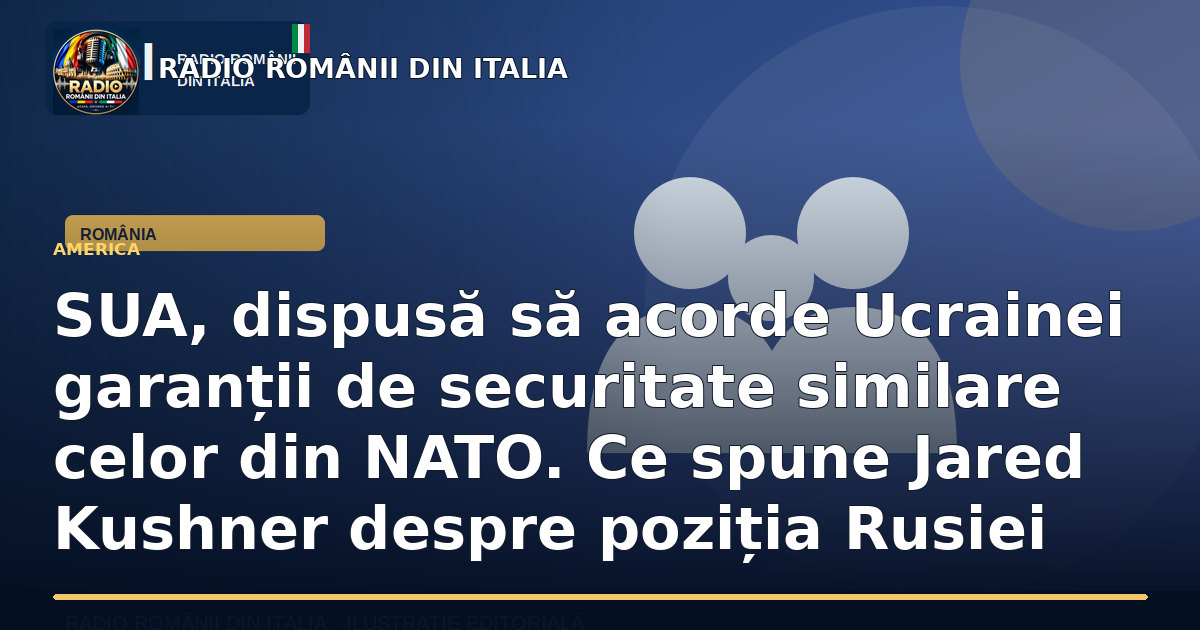 RADIO
ROMÂNII DIN ITALIA
RADIO ROMÂNII
DIN ITALIA
RADIO ROMÂNII DIN ITALIA
ROMÂNIA
AMERICA
SUA, dispusă să acorde Ucrainei
garanții de securitate similare
celor din NATO. Ce spune Jared
Kushner despre poziția Rusiei
RADIO ROMÂNII DIN ITALIA · ILUSTRAȚIE EDITORIALĂ